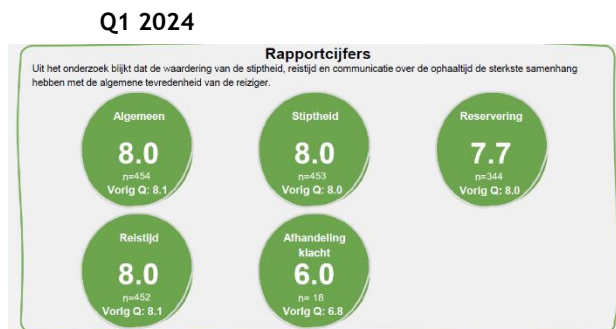 Q1 2024
Rapportcijfers
Uit het onderzoek blijkt dat de waardering van de stiptheid, reistijd en communicatie over de ophaaltijd de sterkste samenhang
hebben met de algemene tevredenheid van de reiziger.
Algemeen
8.0
n=454
Vorig Q: 8.1
Stiptheid
8.0
n=453
Vorig Q: 8.0
Reservering
7.7
n=344
Vorig Q: 8.0
Reistijd
8.0
n=452
Vorig Q: 8.1
Afhandeling
klacht
6.0
n= 18
Vorig Q: 6.8